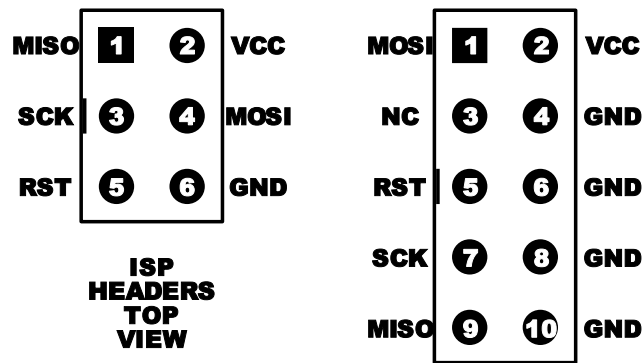 MISO 1 2 VCC
SCK 3 4 MOSI
RST 5 6 GND
ISP
HEADERS
TOP
VIEW
MOSI 1 2 VCC
NC 3 4 GND
RST 5 6 GND
SCK 7 8 GND
MISO 9 10 GND